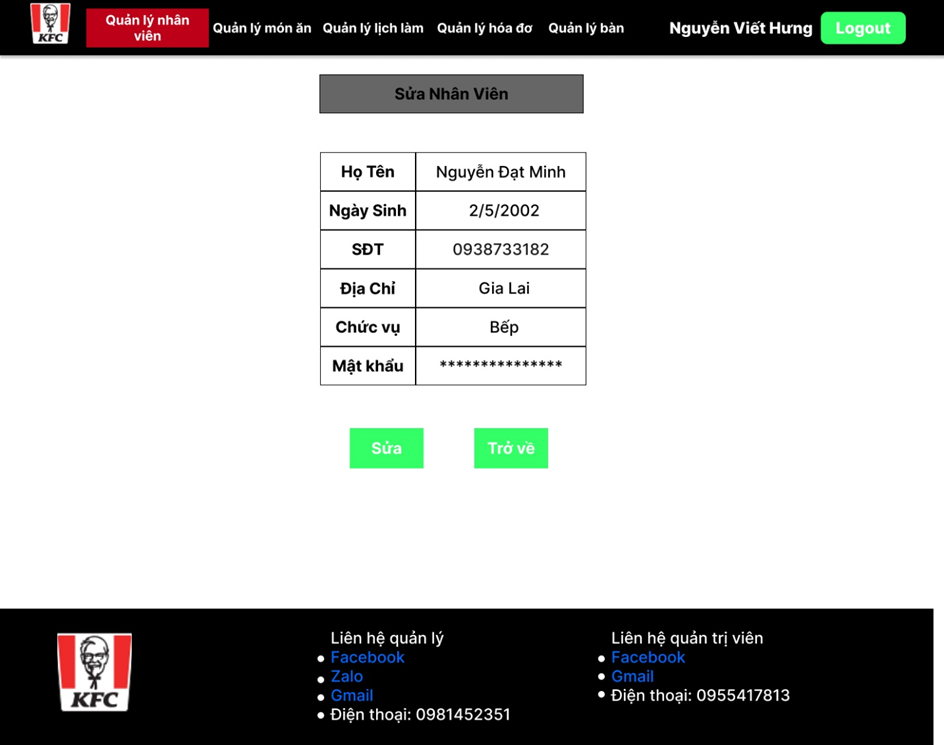 KFC
Quản lý nhân
viên
Quản lý món ăn
Quản lý lịch làm
Quản lý hóa đơ
Quản lý bàn
Nguyễn Viết Hưng
Logout
Sửa Nhân Viên
Họ Tên Nguyễn Đạt Minh
Ngày Sinh 2/5/2002
SĐT 0938733182
Địa Chỉ Gia Lai
Chức vụ Bếp
Mật khẩu ***************
Sửa
Trở về
KFC
Liên hệ quản lý
Facebook
Zalo
Gmail
Điện thoại: 0981452351
Liên hệ quản trị viên
Facebook
Gmail
Điện thoại: 0955417813